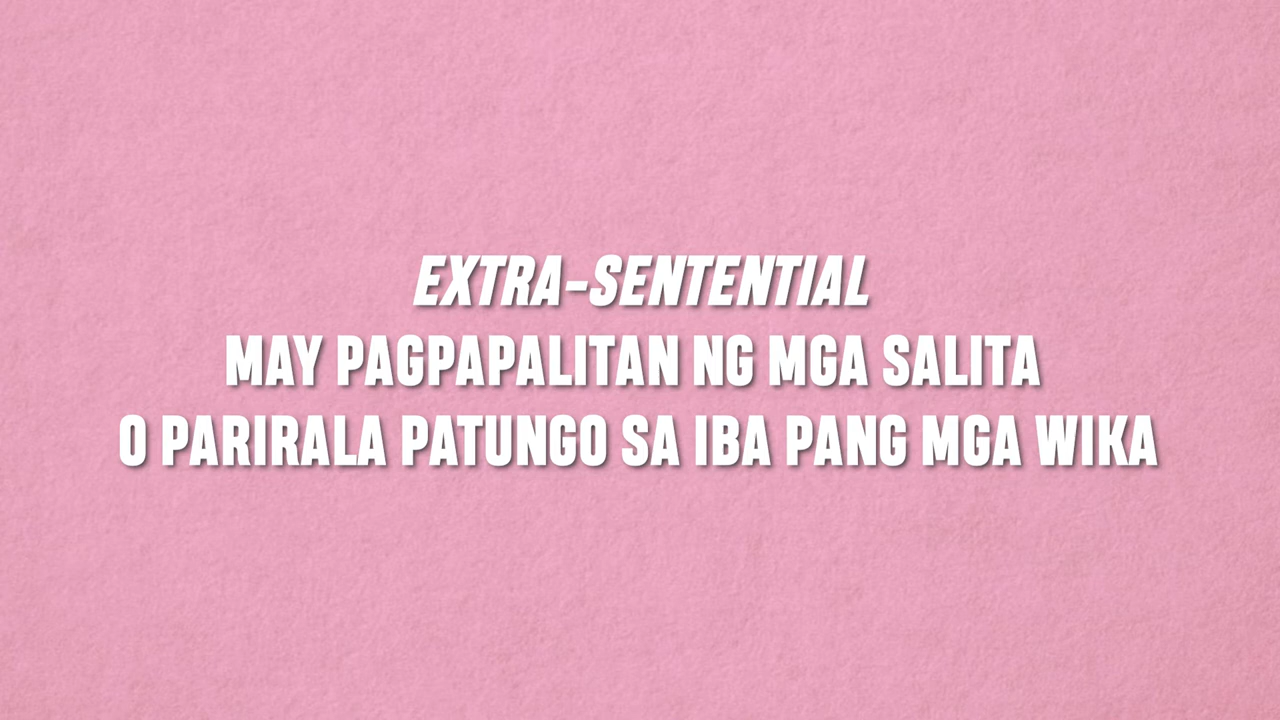 EXTRA-SENTENTIAL
MAY PAGPAPALITAN NG MGA SALITA
O PARIRALA PATUNGO SA IBA PANG MGA WIKA